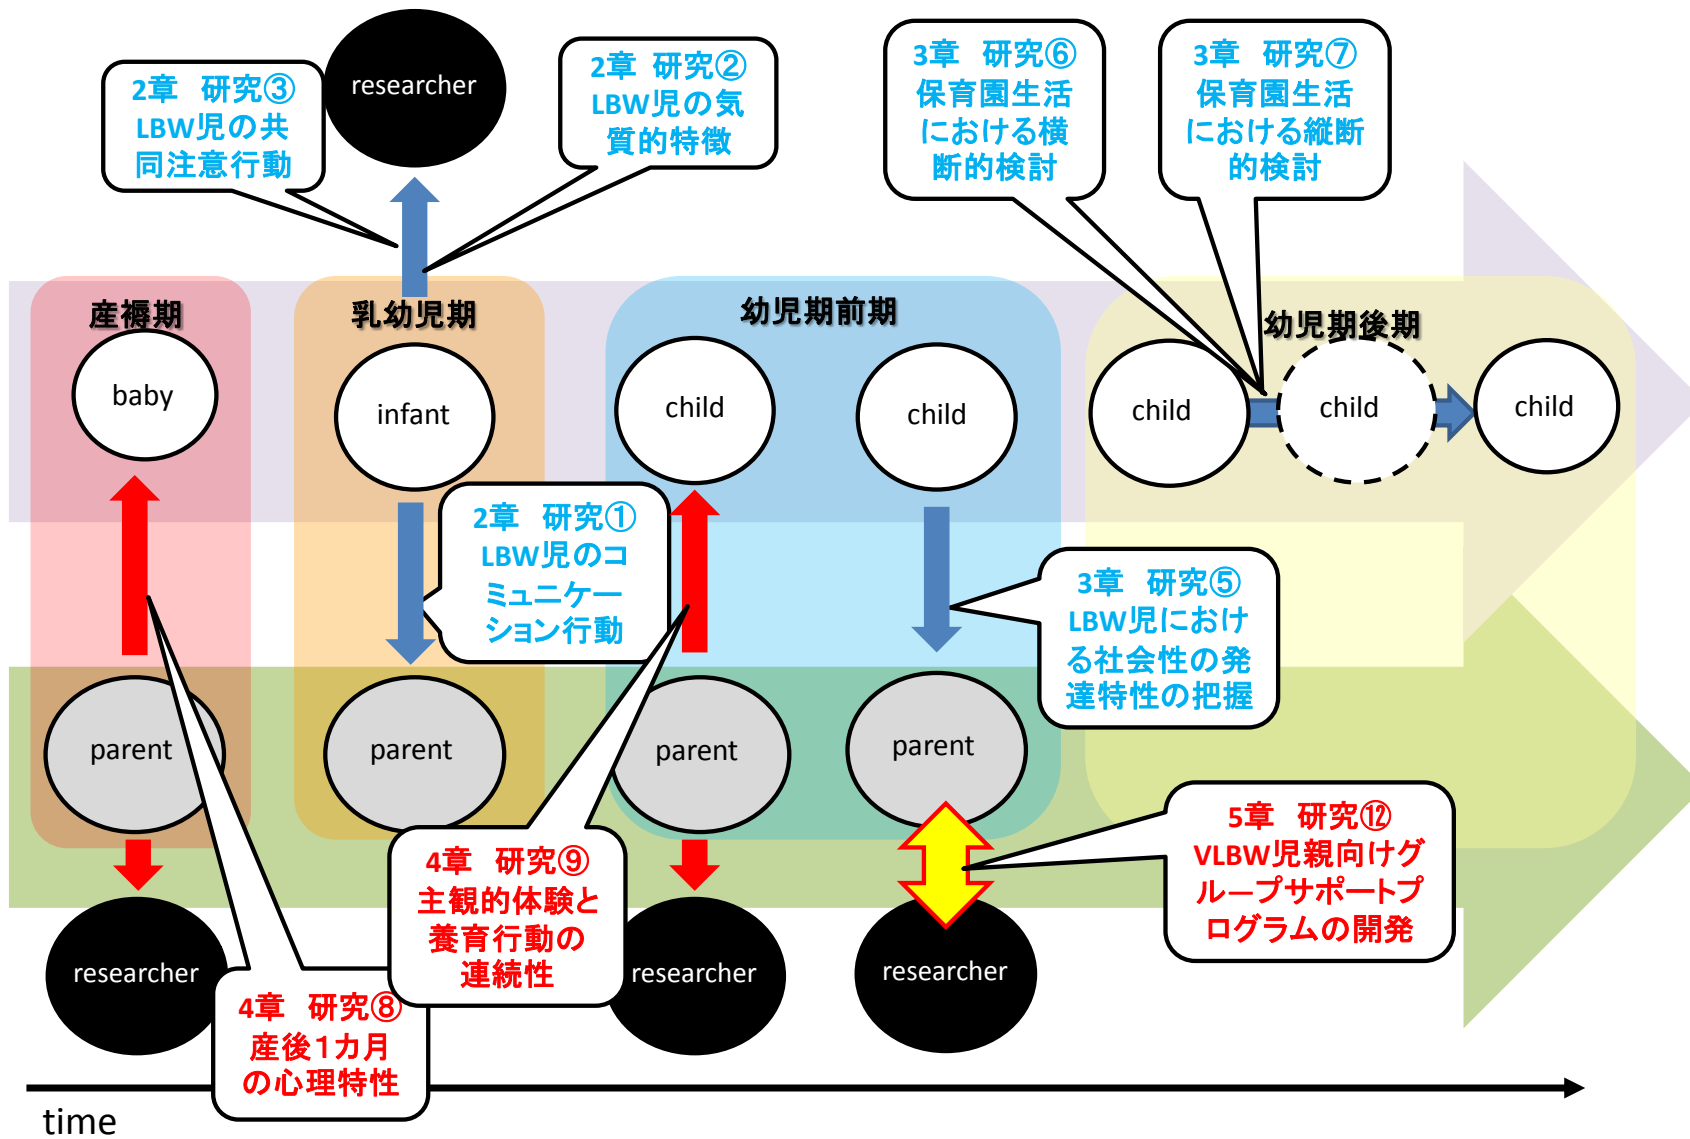 researcher
2章 研究③
LBW児の共
同注意行動
2章 研究②
LBW児の気
質的特徴
3章 研究⑥
保育園生活
における横
断的検討
3章 研究⑦
保育園生活
における縦断
的検討
産褥期
乳幼児期
幼児期前期
幼児期後期
baby
infant
child
child
child
child
child
2章 研究①
LBW児のコ
ミュニケー
ション行動
3章 研究⑤
LBW児におけ
る社会性の発
達特性の把握
parent
parent
parent
parent
4章 研究⑨
主観的体験と
養育行動の
連続性
5章 研究⑫
VLBW児親向けグ
ループサポートプ
ログラムの開発
researcher
researcher
researcher
4章 研究⑧
産後1カ月
の心理特性
time